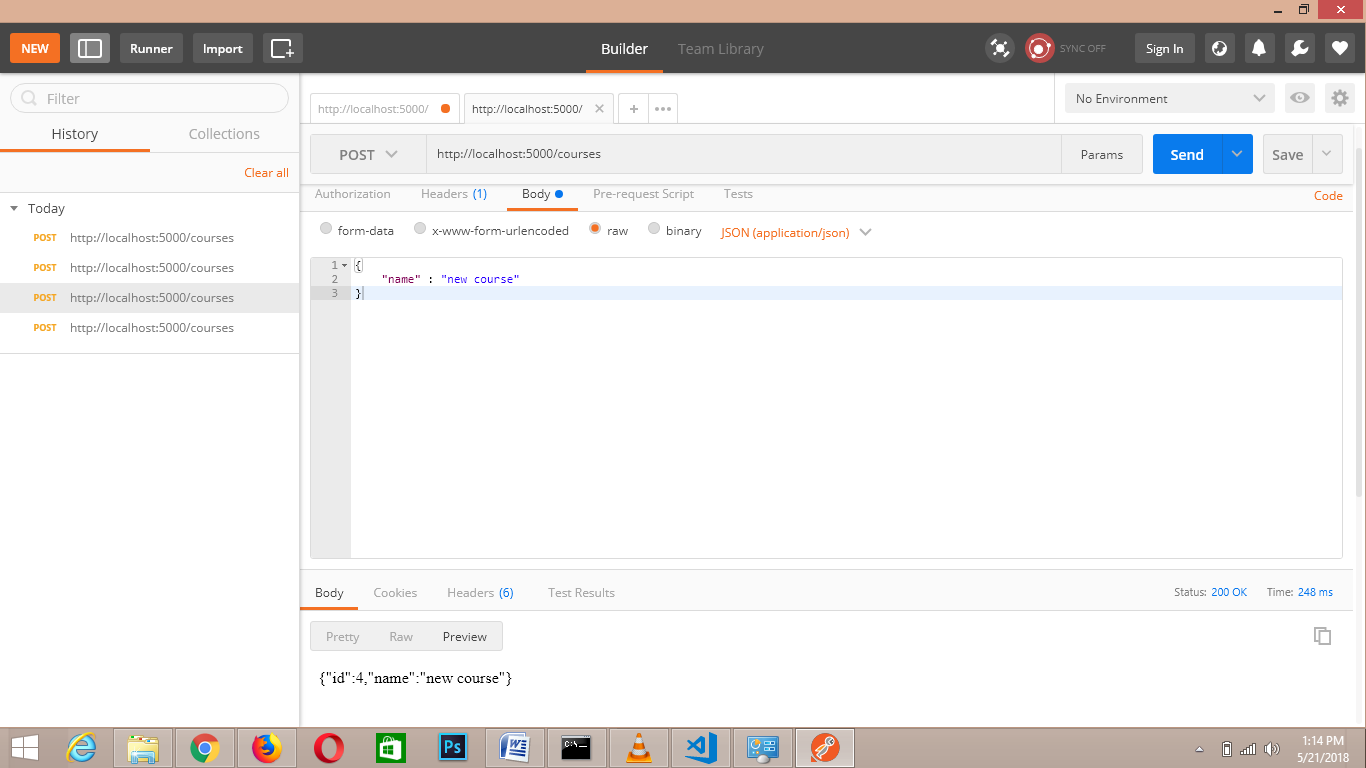 NEW Runner Import Builder Team Library SYNC OFF Sign In
Filter
History Collections
Clear all
Today
POST http://localhost:5000/courses
POST http://localhost:5000/courses
POST http://localhost:5000/courses
POST http://localhost:5000/courses
http://localhost:5000/ http://localhost:5000/ No Environment
POST http://localhost:5000/courses Params Send Save
Authorization Headers (1) Body Pre-request Script Tests Code
form-data x-www-form-urlencoded raw binary JSON (application/json)
1 {
2 "name" : "new course"
3 }
Body Cookies Headers (6) Test Results Status: 200 OK Time: 248 ms
Pretty Raw Preview
{"id":4,"name":"new course"}
Ps W C:\_
1:14 PM
5/21/2018